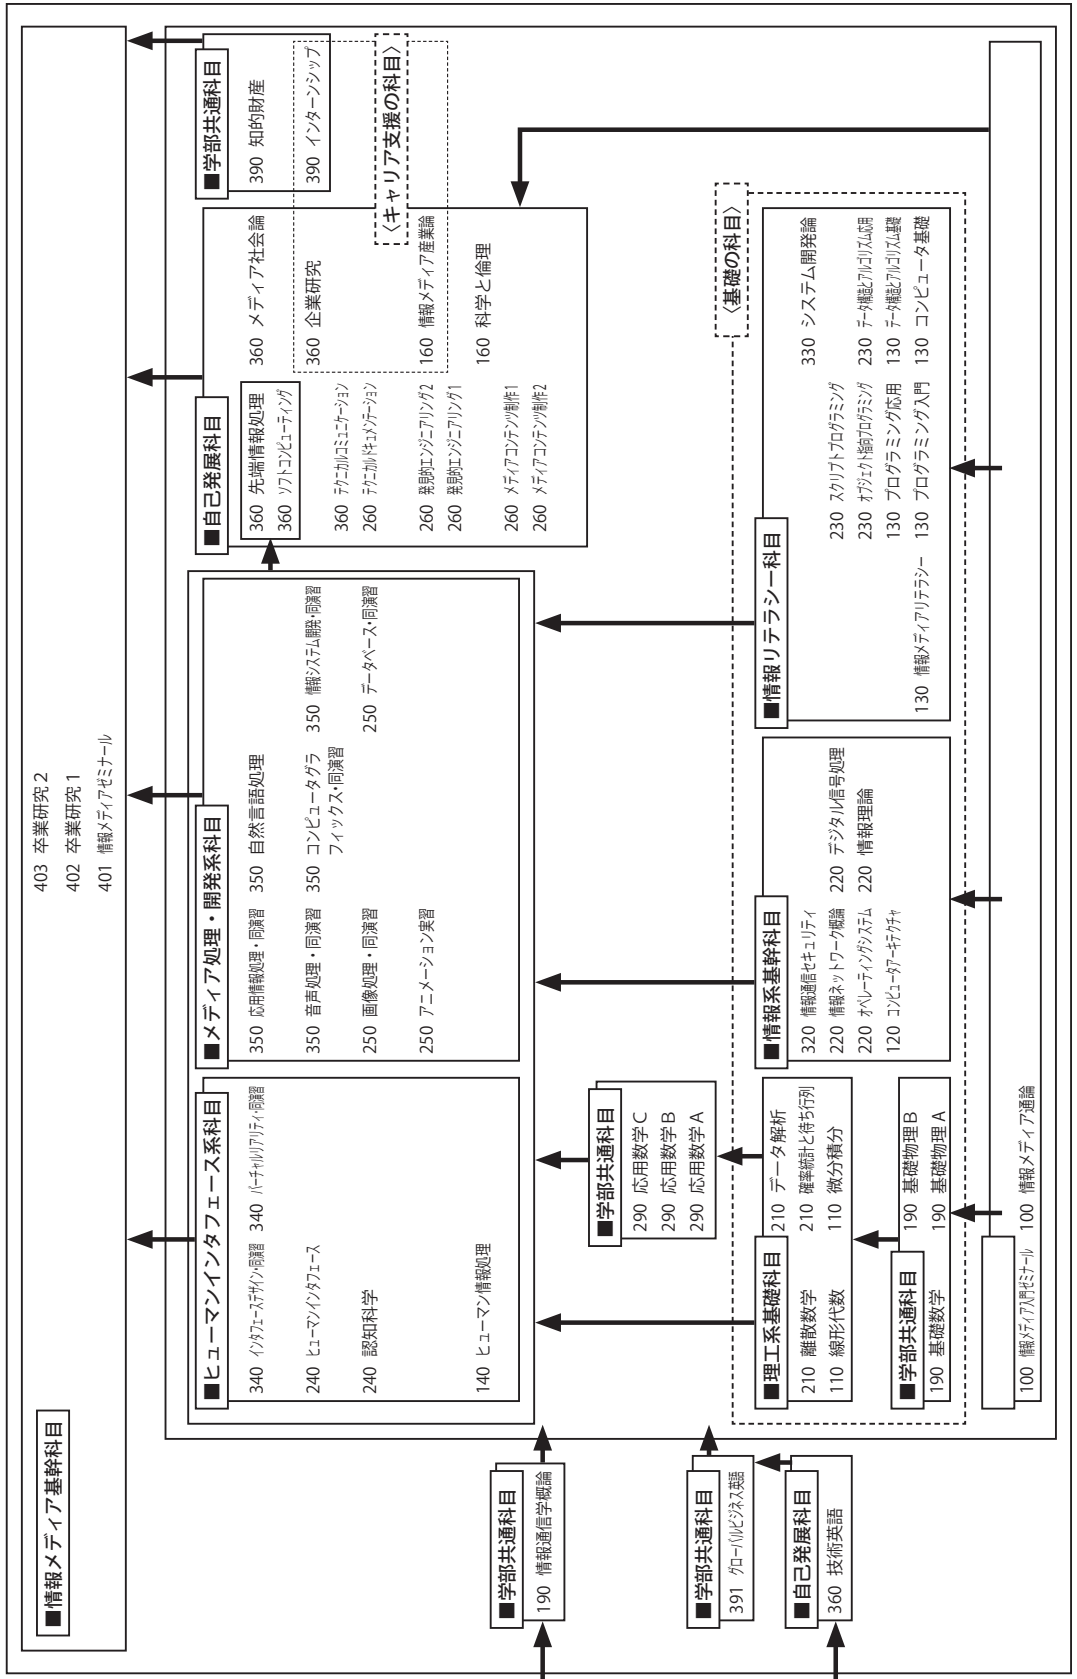 ■情報メディア基幹科目
403 卒業研究2
402 卒業研究1
401 情報メディアゼミナール
■ヒューマンインタフェース系科目
340 インタフェースデザイン・同演習
340 バーチャルリアリティ・同演習
240 ヒューマンインタフェース
240 認知科学
140 ヒューマン情報処理
■メディア処理・開発系科目
350 応用情報処理・同演習
350 自然言語処理
350 音声処理・同演習
350 コンピュータグラ
フィックス・同演習
350 情報システム開発・同演習
250 画像処理・同演習
250 データベース・同演習
250 アニメーション実習
■自己発展科目
360 先端情報処理
360 ソフトコンピューティング
360 テクニカルコミュニケーション
260 テクニカルドキュメンテーション
260 発見的エンジニアリング2
260 発見的エンジニアリング1
260 メディアコンテンツ制作1
260 メディアコンテンツ制作2
360 メディア社会論
360 企業研究
160 情報メディア産業論
160 科学と倫理
■学部共通科目
390 知的財産
390 インターンシップ
〈キャリア支援の科目〉
■学部共通科目
190 情報通信学概論
■学部共通科目
290 応用数学C
290 応用数学B
290 応用数学A
■学部共通科目
391 グローバルビジネス英語
■自己発展科目
360 技術英語
〈基礎の科目〉
■理工系基礎科目
210 データ解析
210 離散数学
210 確率統計と待ち行列
110 線形代数
110 微分積分
■学部共通科目
190 基礎物理B
190 基礎数学
190 基礎物理A
■情報系基幹科目
320 情報通信セキュリティ
220 情報ネットワーク概論
220 デジタル信号処理
220 オペレーティングシステム
220 情報理論
120 コンピュータアーキテクチャ
■情報リテラシー科目
330 システム開発論
230 スクリプトプログラミング
230 オブジェクト指向プログラミング
230 データ構造とアルゴリズム応用
130 プログラミング応用
130 データ構造とアルゴリズム基礎
130 情報メディアリテラシー
130 プログラミング入門
130 コンピュータ基礎
100 情報メディア入門ゼミナール
100 情報メディア通論